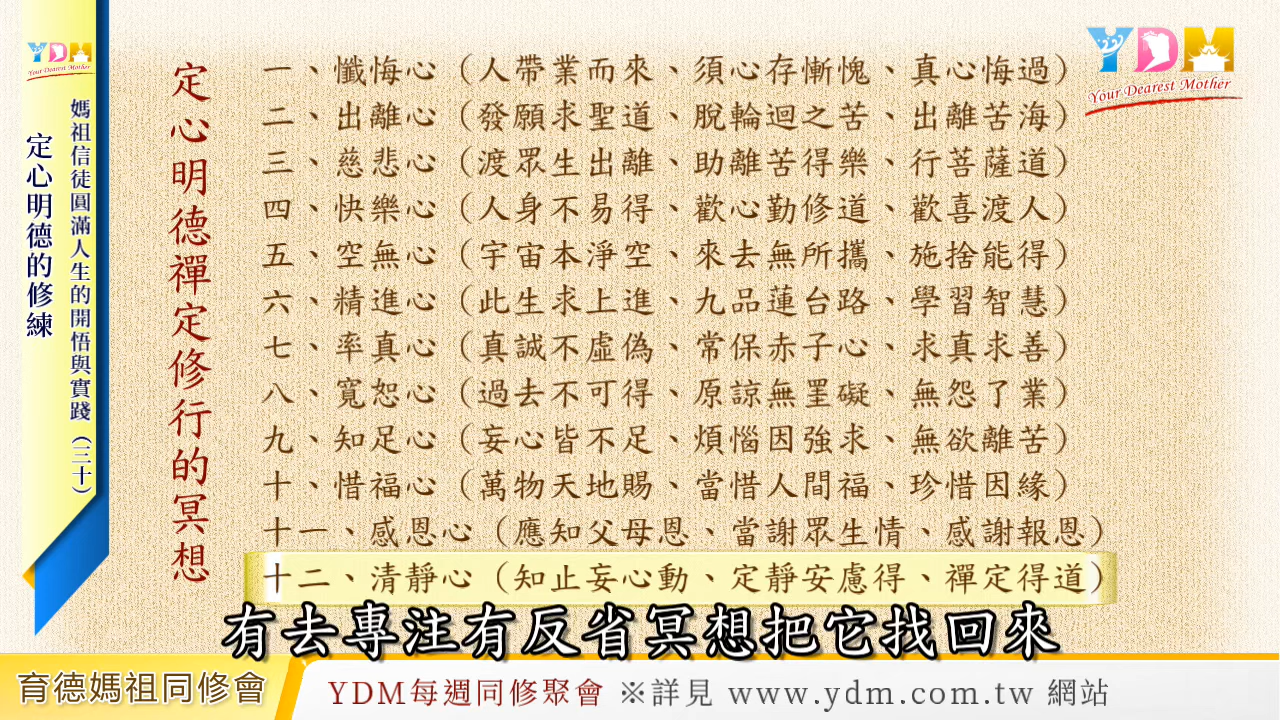 YDM
Your Dearest Mother
媽祖信徒圓滿人生的開悟與實踐（三十）
定心明德的修練
YDM
Your Dearest Mother
定心明德禪定修行的冥想
一、懺悔心（人帶業而來、須心存慚愧、真心悔過）
二、出離心（發願求聖道、脫輪迴之苦、出離苦海）
三、慈悲心（渡眾生出離、助離苦得樂、行菩薩道）
四、快樂心（人身不易得、歡心勤修道、歡喜渡人）
五、空無心（宇宙本淨空、來去無所攜、施捨能得）
六、精進心（此生求上進、九品蓮台路、學習智慧）
七、率真心（真誠不虛偽、常保赤子心、求真求善）
八、寬恕心（過去不可得、原諒無罣礙、無怨了業）
九、知足心（妄心皆不足、煩惱因強求、無欲離苦）
十、惜福心（萬物天地賜、當惜人間福、珍惜因緣）
十一、感恩心（應知父母恩、當謝眾生情、感謝報恩）
十二、清靜心（知止妄心動、定靜安慮得、禪定得道）
有去專注有反省冥想把它找回來
育德媽祖同修會
YDM每週同修聚會 ※詳見 www.ydm.com.tw 網站